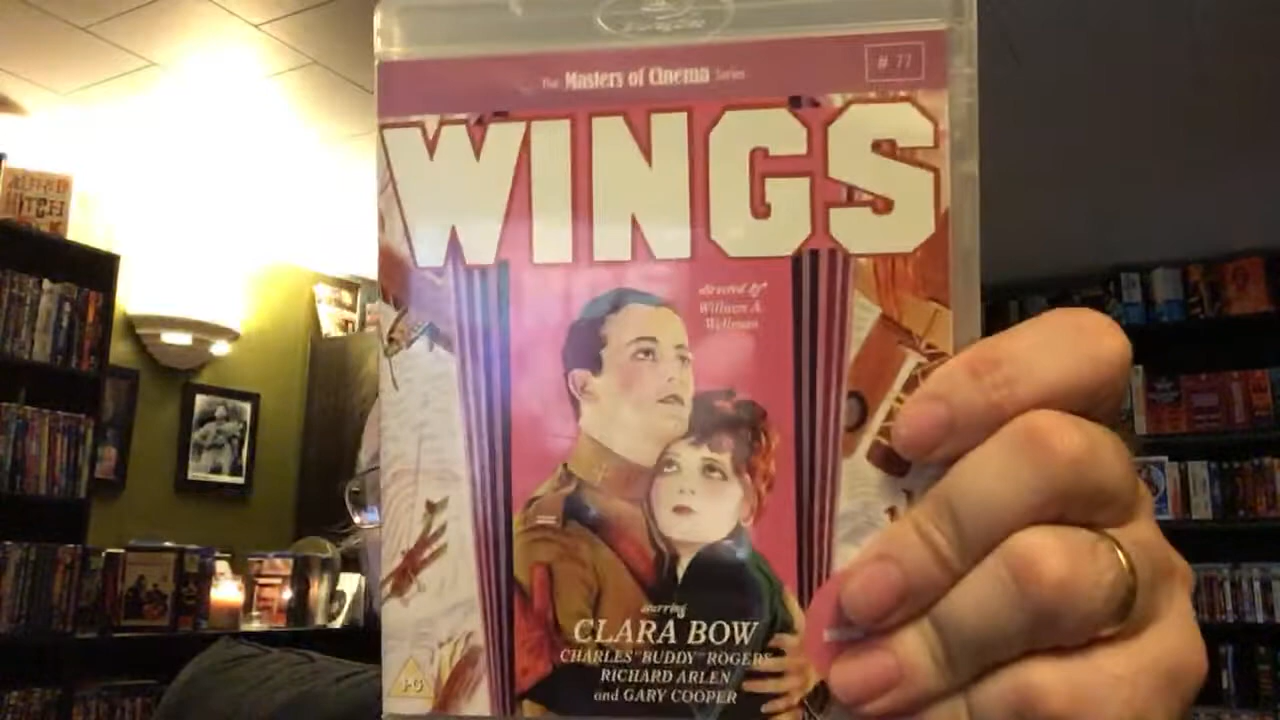 The Masters of Cinema Series
# 77
WINGS
directed by
William A.
Wellman
starring
CLARA BOW
CHARLES "BUDDY" ROGERS
RICHARD ARLEN
and GARY COOPER
PG